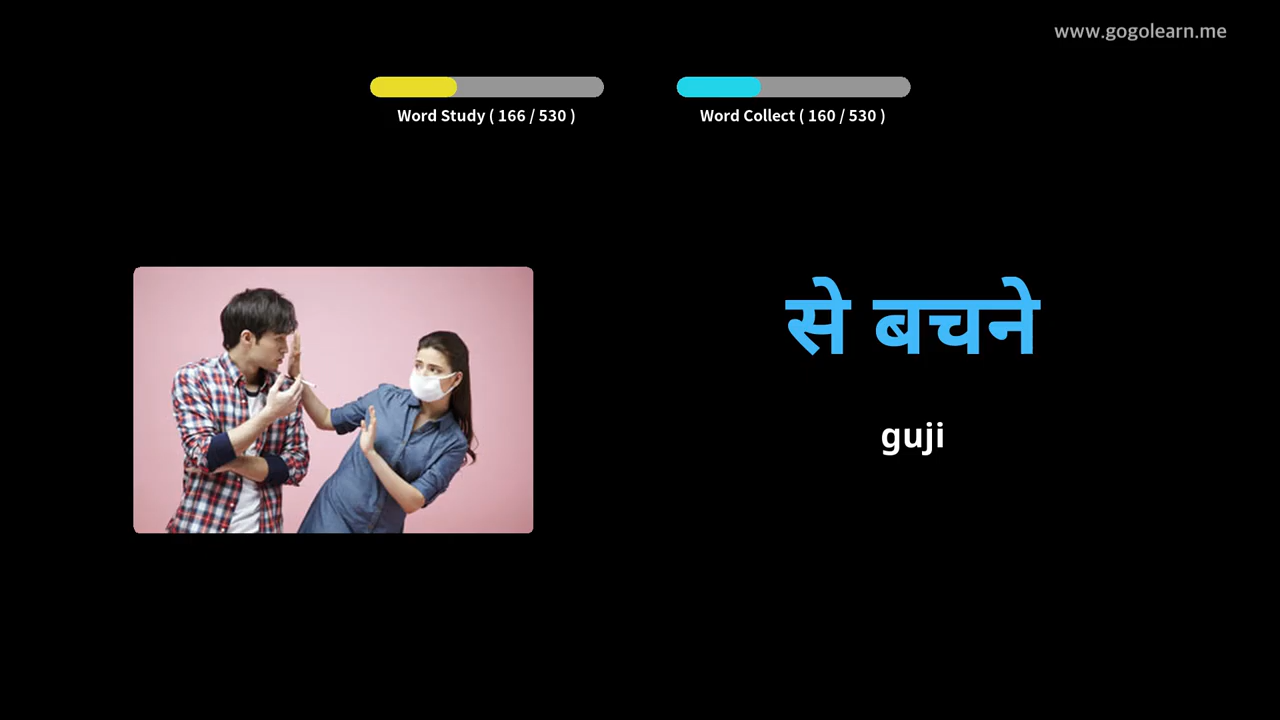 www.gogolearn.me
Word Study ( 166 / 530 )
Word Collect ( 160 / 530 )
से बचने
guji